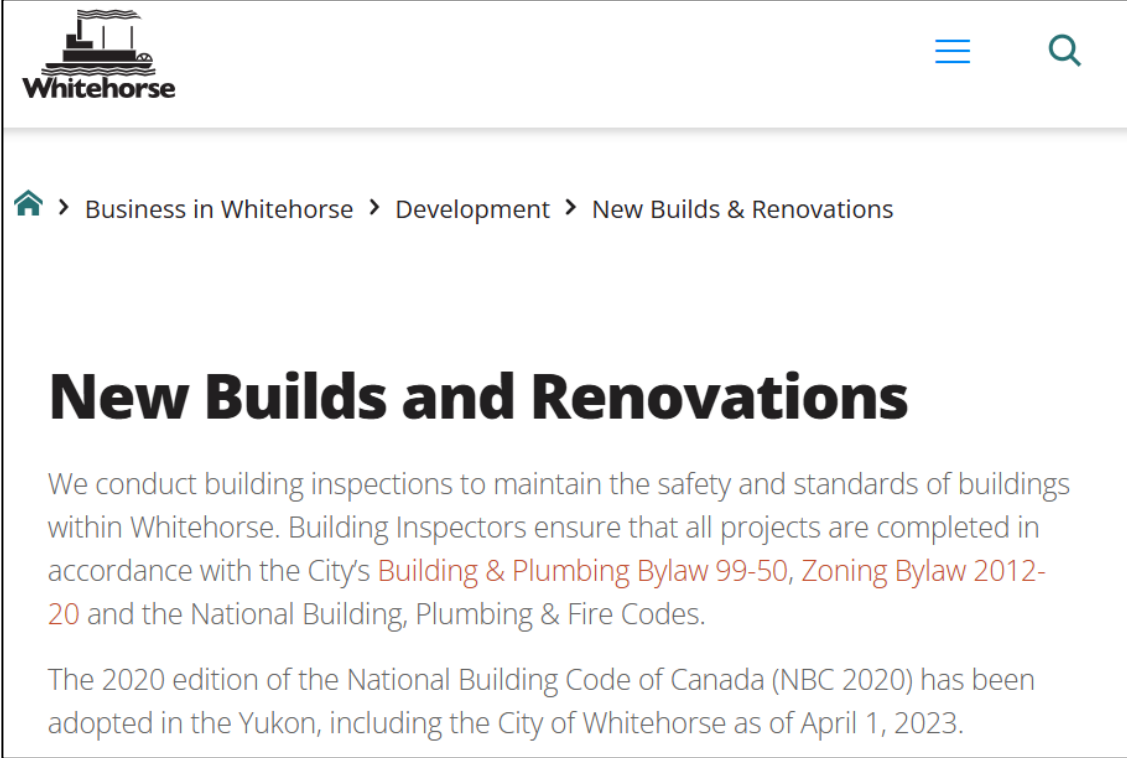 Whitehorse
Business in Whitehorse > Development > New Builds & Renovations
New Builds and Renovations
We conduct building inspections to maintain the safety and standards of buildings
within Whitehorse. Building Inspectors ensure that all projects are completed in
accordance with the City’s Building & Plumbing Bylaw 99-50, Zoning Bylaw 2012-
20 and the National Building, Plumbing & Fire Codes.
The 2020 edition of the National Building Code of Canada (NBC 2020) has been
adopted in the Yukon, including the City of Whitehorse as of April 1, 2023.